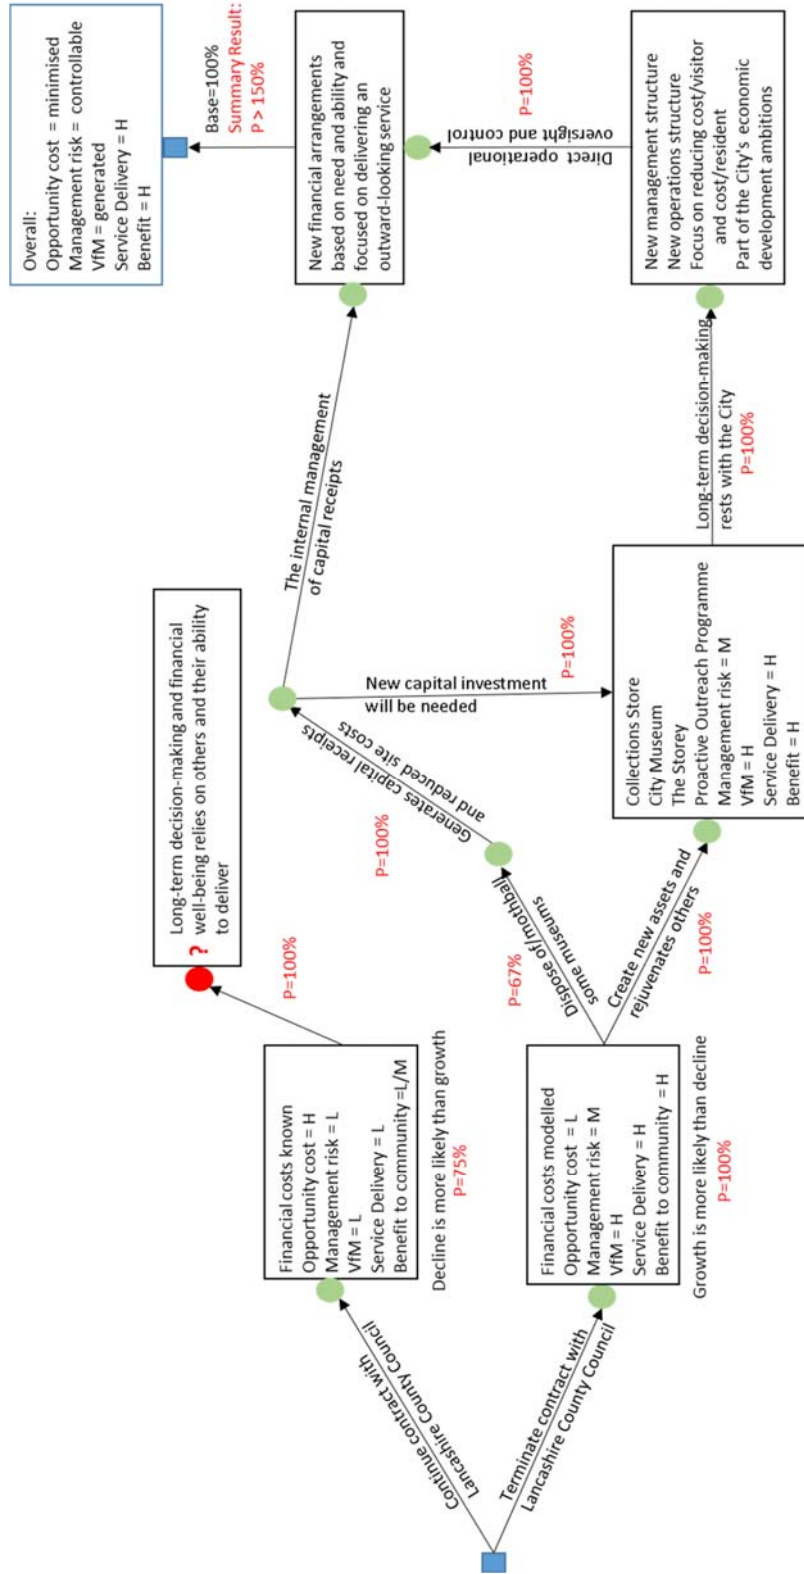 Continue contract with
Lancashire County Council
Terminate contract with
Lancashire County Council
Financial costs known
Opportunity cost = H
Management risk = L
VfM = L
Service Delivery = L
Benefit to community =L/M
Decline is more likely than growth
P=75%
Financial costs modelled
Opportunity cost = L
Management risk = M
VfM = H
Service Delivery = H
Benefit to community = H
Growth is more likely than decline
P=100%
P=100%
?
Long-term decision-making and financial
well-being relies on others and their ability
to deliver
Dispose of/mothball
some museums
P=67%
Create new assets and
rejuvenates others
P=100%
Generates capital receipts
and reduced site costs
P=100%
New capital investment
will be needed
P=100%
The internal management
of capital receipts
Collections Store
City Museum
The Storey
Proactive Outreach Programme
Management risk = M
VfM = H
Service Delivery = H
Benefit = H
Long-term decision-making
rests with the City
P=100%
New management structure
New operations structure
Focus on reducing cost/visitor
and cost/resident
Part of the City's economic
development ambitions
Direct operational
oversight and control
P=100%
New financial arrangements
based on need and ability and
focused on delivering an
outward-looking service
Base=100%
Summary Result:
P > 150%
Overall:
Opportunity cost = minimised
Management risk = controllable
VfM = generated
Service Delivery = H
Benefit = H